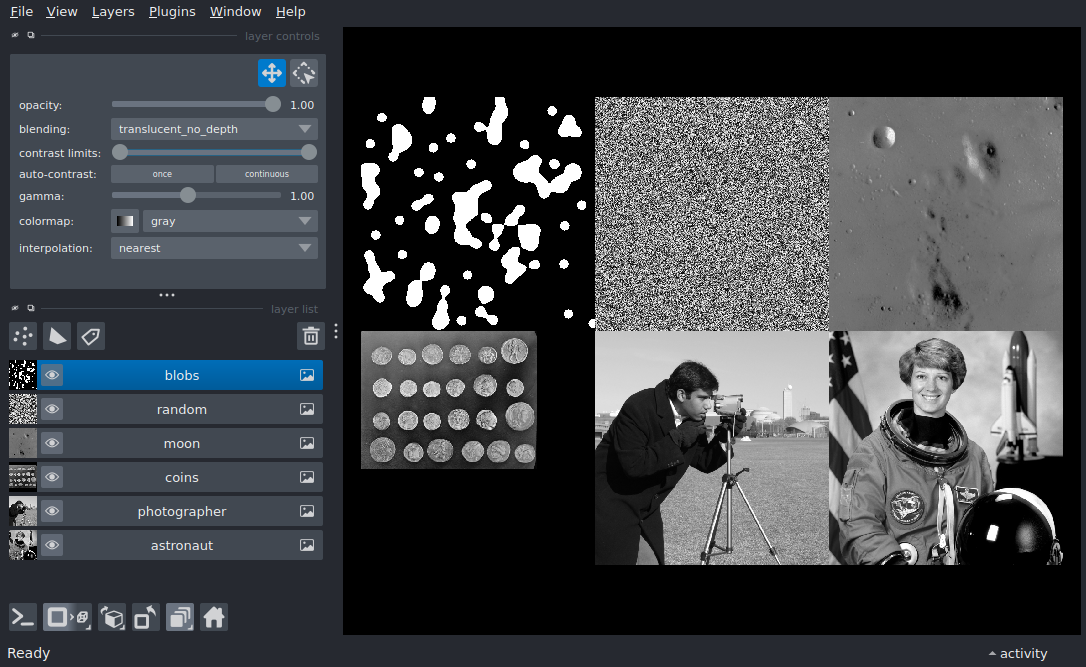 File View Layers Plugins Window Help
layer controls
opacity: 1.00
blending: translucent_no_depth
contrast limits:
auto-contrast: once continuous
gamma: 1.00
colormap: gray
interpolation: nearest
layer list
blobs
random
moon
coins
photographer
astronaut
Ready activity